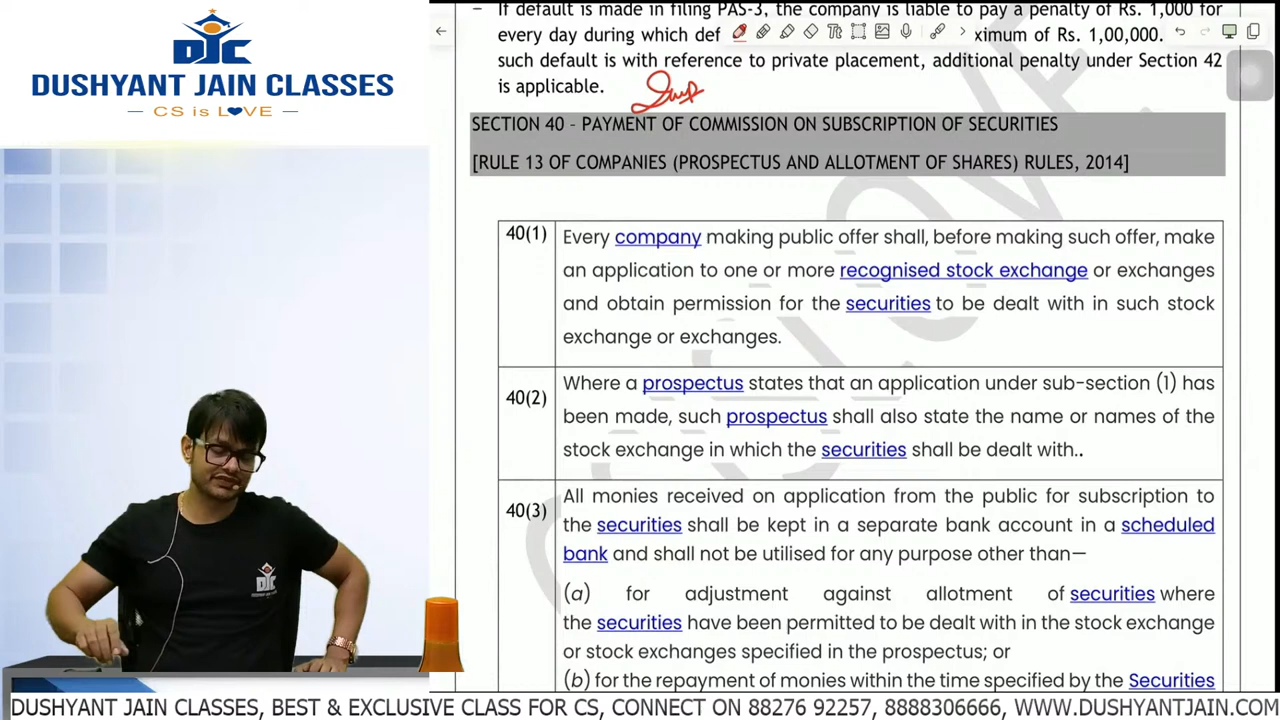 DJC
DUSHYANT JAIN CLASSES
— CS is LOVE —
– If default is made in filing PAS-3, the company is liable to pay a penalty of Rs. 1,000 for
every day during which def ximum of Rs. 1,00,000.
such default is with reference to private placement, additional penalty under Section 42
is applicable.
Imp
SECTION 40 – PAYMENT OF COMMISSION ON SUBSCRIPTION OF SECURITIES
[RULE 13 OF COMPANIES (PROSPECTUS AND ALLOTMENT OF SHARES) RULES, 2014]
40(1) Every company making public offer shall, before making such offer, make
an application to one or more recognised stock exchange or exchanges
and obtain permission for the securities to be dealt with in such stock
exchange or exchanges.
40(2) Where a prospectus states that an application under sub-section (1) has
been made, such prospectus shall also state the name or names of the
stock exchange in which the securities shall be dealt with..
40(3) All monies received on application from the public for subscription to
the securities shall be kept in a separate bank account in a scheduled
bank and shall not be utilised for any purpose other than—
(a) for adjustment against allotment of securities where
the securities have been permitted to be dealt with in the stock exchange
or stock exchanges specified in the prospectus; or
(b) for the repayment of monies within the time specified by the Securities
DJC
DUSHYANT JAIN CLASSES, BEST & EXCLUSIVE CLASS FOR CS, CONNECT ON 88276 92257, 8888306666, WWW.DUSHYANTJAIN.COM